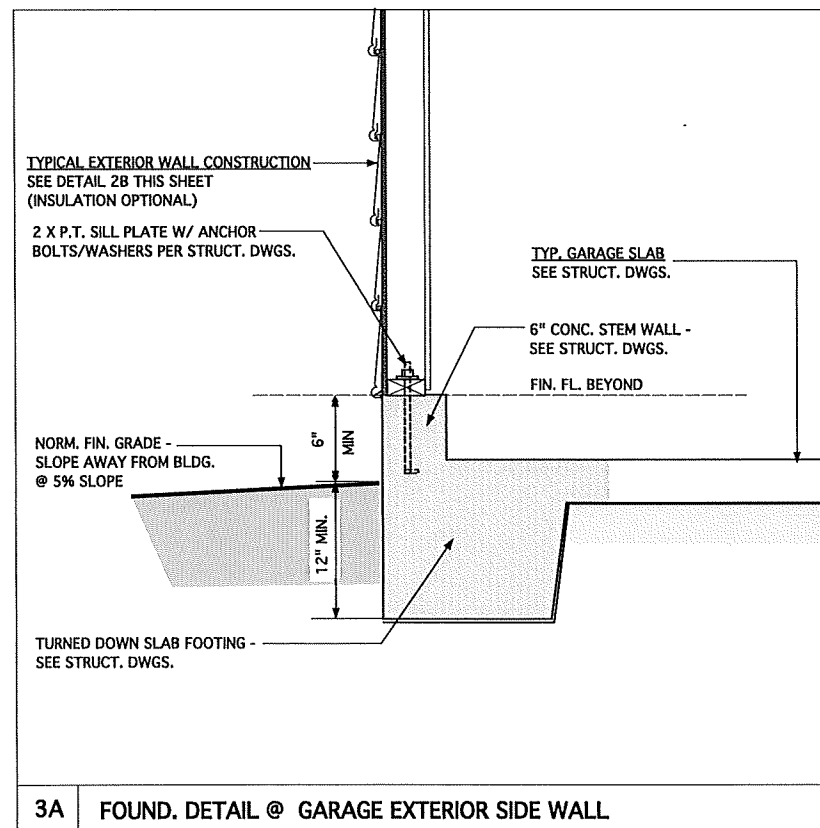 TYPICAL EXTERIOR WALL CONSTRUCTION
SEE DETAIL 2B THIS SHEET
(INSULATION OPTIONAL)
2 X P.T. SILL PLATE W/ ANCHOR
BOLTS/WASHERS PER STRUCT. DWGS.
TYP. GARAGE SLAB
SEE STRUCT. DWGS.
6" CONC. STEM WALL -
SEE STRUCT. DWGS.
FIN. FL. BEYOND
6"
MIN
NORM. FIN. GRADE -
SLOPE AWAY FROM BLDG.
@ 5% SLOPE
12" MIN.
TURNED DOWN SLAB FOOTING -
SEE STRUCT. DWGS.
3A FOUND. DETAIL @ GARAGE EXTERIOR SIDE WALL